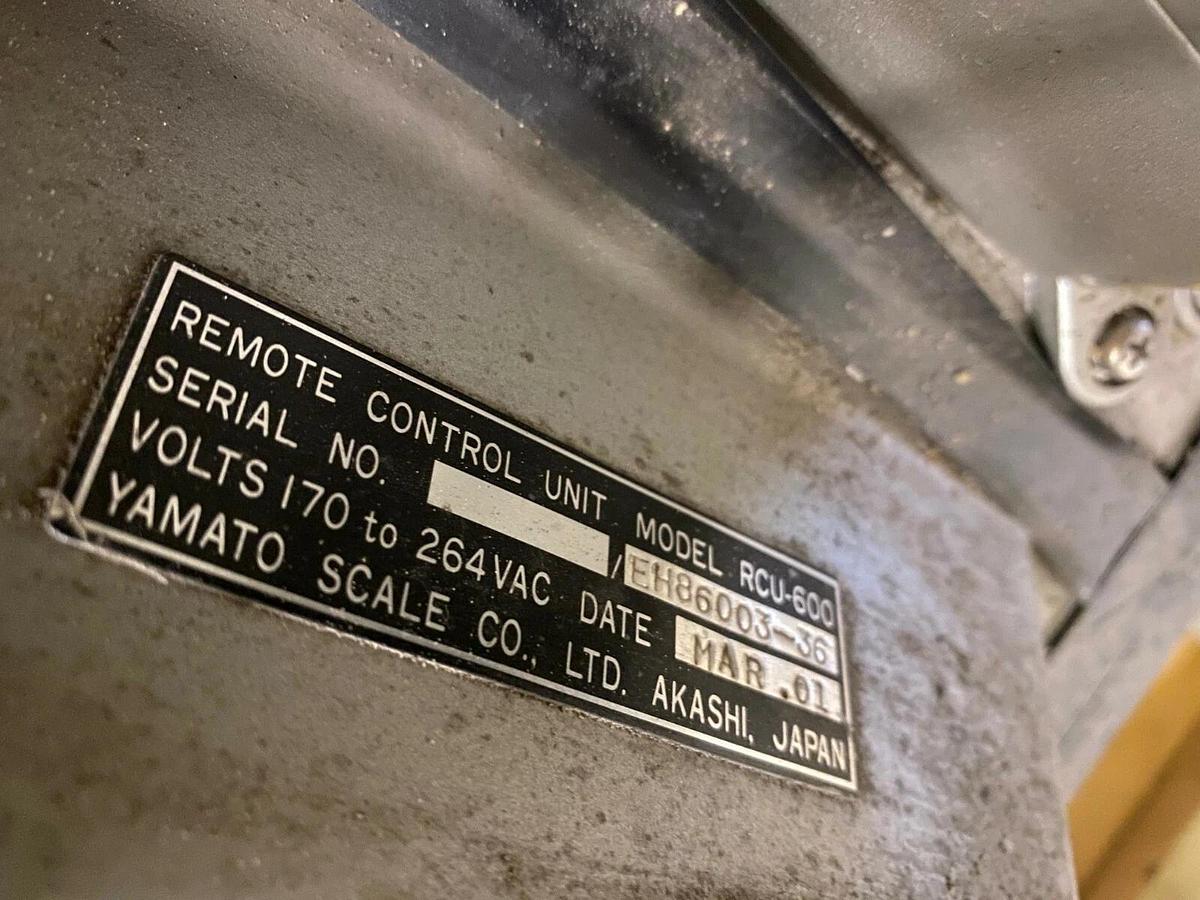 REMOTE CONTROL UNIT MODEL RCU-600
SERIAL NO. /EH86003-36
VOLTS 170 to 264VAC DATE MAR.01
YAMATO SCALE CO., LTD. AKASHI, JAPAN